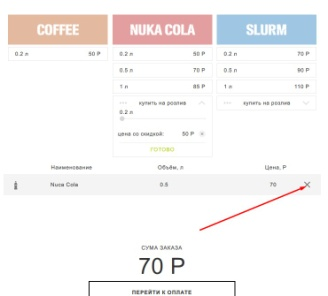 COFFEE
0.2 л 50 Р
NUKA COLA
0.2 л 50 Р
0.5 л 70 Р
1 л 85 Р
купить на розлив
0.2 л
цена со скидкой: 50 Р
ГОТОВО
SLURM
0.2 л 70 Р
0.5 л 90 Р
1 л 110 Р
купить на розлив
Наименование Объём, л Цена, Р
Nuka Cola 0.5 70
СУМА ЗАКАЗА
70 Р
ПЕРЕЙТИ К ОПЛАТЕ